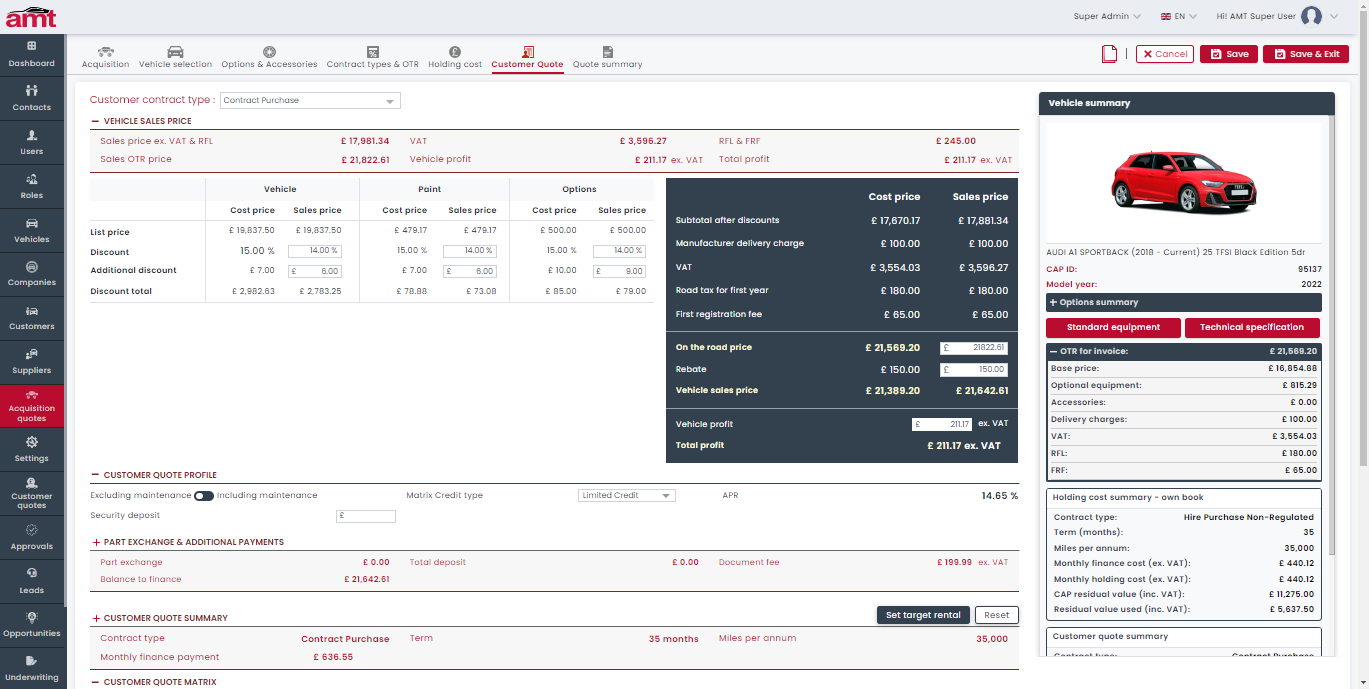 amt
Super Admin EN Hi! AMT Super User
Dashboard
Contacts
Users
Roles
Vehicles
Companies
Customers
Suppliers
Acquisition
quotes
Settings
Customer
quotes
Approvals
Leads
Opportunities
Underwriting
Acquisition Vehicle selection Options & Accessories Contract types & OTR Holding cost Customer Quote Quote summary
Cancel Save Save & Exit
Customer contract type : Contract Purchase
VEHICLE SALES PRICE
Sales price ex. VAT & RFL £ 17,981.34 VAT £ 3,596.27 RFL & FRF £ 245.00
Sales OTR price £ 21,822.61 Vehicle profit £ 211.17 ex. VAT Total profit £ 211.17 ex. VAT
Vehicle Paint Options
Cost price Sales price Cost price Sales price Cost price Sales price
List price £ 19,837.50 £ 19,837.50 £ 479.17 £ 479.17 £ 500.00 £ 500.00
Discount 15.00 % 14.00 % 15.00 % 14.00 % 15.00 % 14.00 %
Additional discount £ 7.00 £ 6.00 £ 7.00 £ 6.00 £ 10.00 £ 9.00
Discount total £ 2,982.63 £ 2,783.25 £ 78.88 £ 73.08 £ 85.00 £ 79.00
Cost price Sales price
Subtotal after discounts £ 17,670.17 £ 17,881.34
Manufacturer delivery charge £ 100.00 £ 100.00
VAT £ 3,554.03 £ 3,596.27
Road tax for first year £ 180.00 £ 180.00
First registration fee £ 65.00 £ 65.00
On the road price £ 21,569.20 £ 21822.61
Rebate £ 150.00 £ 150.00
Vehicle sales price £ 21,389.20 £ 21,642.61
Vehicle profit £ 211.17 ex. VAT
Total profit £ 211.17 ex. VAT
CUSTOMER QUOTE PROFILE
Excluding maintenance Including maintenance Matrix Credit type Limited Credit APR 14.65 %
Security deposit £
PART EXCHANGE & ADDITIONAL PAYMENTS
Part exchange £ 0.00 Total deposit £ 0.00 Document fee £ 199.99 ex. VAT
Balance to finance £ 21,642.61
CUSTOMER QUOTE SUMMARY Set target rental Reset
Contract type Contract Purchase Term 35 months Miles per annum 35,000
Monthly finance payment £ 636.55
CUSTOMER QUOTE MATRIX
Vehicle summary
AUDI A1 SPORTBACK (2018 - Current) 25 TFSI Black Edition 5dr
CAP ID: 95137
Model year: 2022
Options summary
Standard equipment Technical specification
OTR for invoice: £ 21,569.20
Base price: £ 16,854.88
Optional equipment: £ 815.29
Accessories: £ 0.00
Delivery charges: £ 100.00
VAT: £ 3,554.03
RFL: £ 180.00
FRF: £ 65.00
Holding cost summary - own book
Contract type: Hire Purchase Non-Regulated
Term (months): 35
Miles per annum: 35,000
Monthly finance cost (ex. VAT): £ 440.12
Monthly holding cost (ex. VAT): £ 440.12
CAP residual value (inc. VAT): £ 11,275.00
Residual value used (inc. VAT): £ 5,637.50
Customer quote summary
Contract type: Contract Purchase